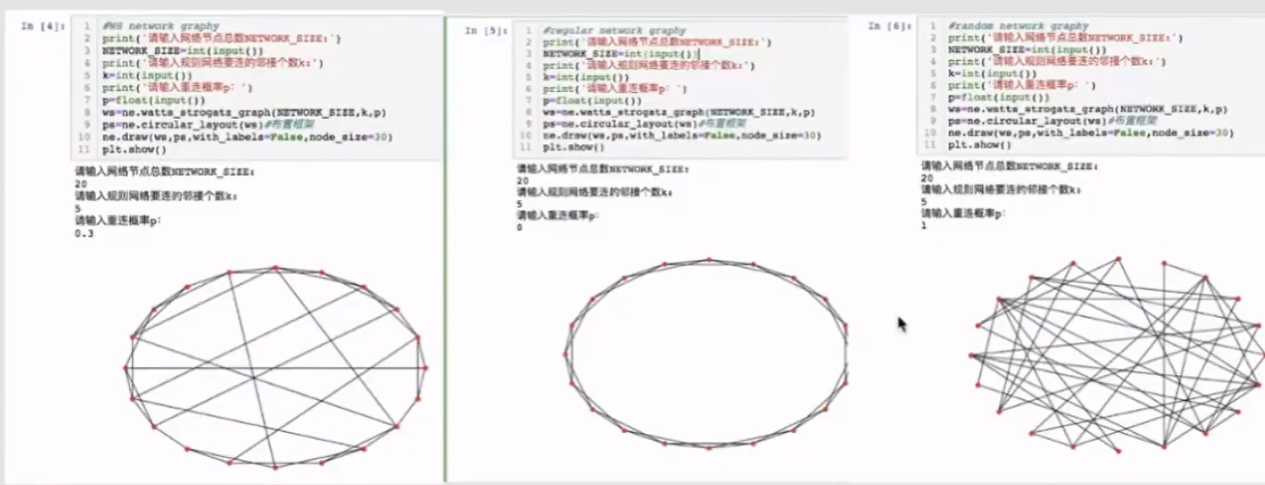 In [4]:
1 #WS network graphy
2 print('请输入网络节点总数NETWORK_SIZE:')
3 NETWORK_SIZE=int(input())
4 print('请输入规则网络要连的邻接个数k:')
5 k=int(input())
6 print('请输入重连概率p: ')
7 p=float(input())
8 ws=ne.watts_strogatz_graph(NETWORK_SIZE,k,p)
9 ps=ne.circular_layout(ws)#布置框架
10 ne.draw(ws,ps,with_labels=False,node_size=30)
11 plt.show()
请输入网络节点总数NETWORK_SIZE:
20
请输入规则网络要连的邻接个数k:
5
请输入重连概率p:
0.3
In [5]:
1 #regular network graphy
2 print('请输入网络节点总数NETWORK_SIZE:')
3 NETWORK_SIZE=int(input())
4 print('请输入规则网络要连的邻接个数k:')
5 k=int(input())
6 print('请输入重连概率p: ')
7 p=float(input())
8 ws=ne.watts_strogatz_graph(NETWORK_SIZE,k,p)
9 ps=ne.circular_layout(ws)#布置框架
10 ne.draw(ws,ps,with_labels=False,node_size=30)
11 plt.show()
请输入网络节点总数NETWORK_SIZE:
20
请输入规则网络要连的邻接个数k:
5
请输入重连概率p:
0
In [6]:
1 #random network graphy
2 print('请输入网络节点总数NETWORK_SIZE:')
3 NETWORK_SIZE=int(input())
4 print('请输入规则网络要连的邻接个数k:')
5 k=int(input())
6 print('请输入重连概率p: ')
7 p=float(input())
8 ws=ne.watts_strogatz_graph(NETWORK_SIZE,k,p)
9 ps=ne.circular_layout(ws)#布置框架
10 ne.draw(ws,ps,with_labels=False,node_size=30)
11 plt.show()
请输入网络节点总数NETWORK_SIZE:
20
请输入规则网络要连的邻接个数k:
5
请输入重连概率p:
1